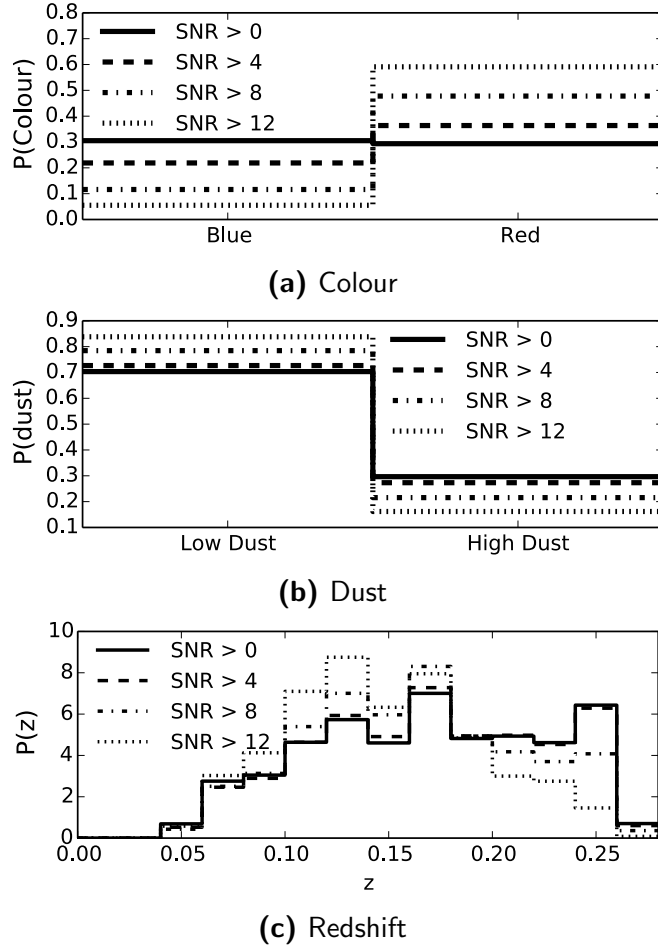 0.8
0.7
0.6
0.5
0.4
0.3
0.2
0.1
0.0
P(Colour)
SNR > 0
SNR > 4
SNR > 8
SNR > 12
Blue Red
(a) Colour
0.9
0.8
0.7
0.6
0.5
0.4
0.3
0.2
0.1
P(dust)
SNR > 0
SNR > 4
SNR > 8
SNR > 12
Low Dust High Dust
(b) Dust
10
8
6
4
2
0
P(z)
SNR > 0
SNR > 4
SNR > 8
SNR > 12
0.00 0.05 0.10 0.15 0.20 0.25
z
(c) Redshift